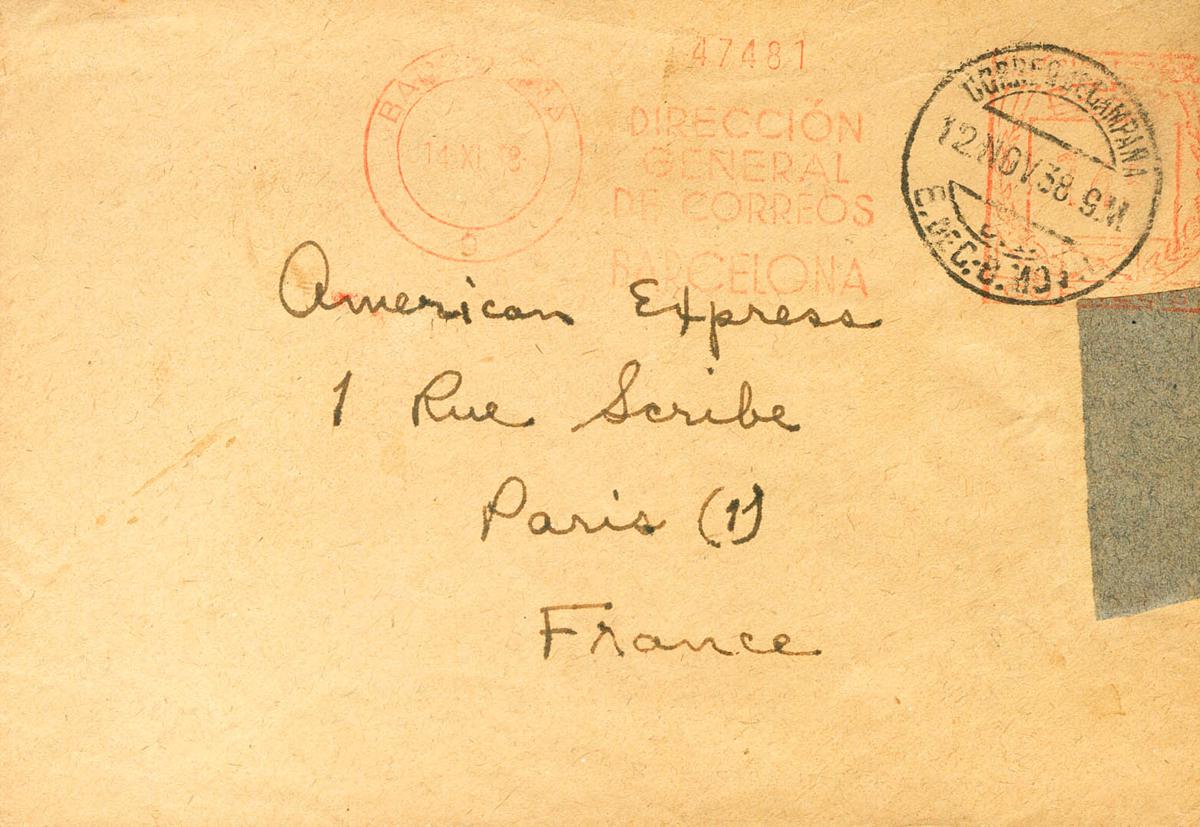 47481
14 XI 38
DIRECCIÓN
GENERAL
DE CORREOS
BARCELONA
9
CORREO DE CAMPAÑA
12.NOV 38.
American Express
1 Rue Scribe
Paris (1)
France